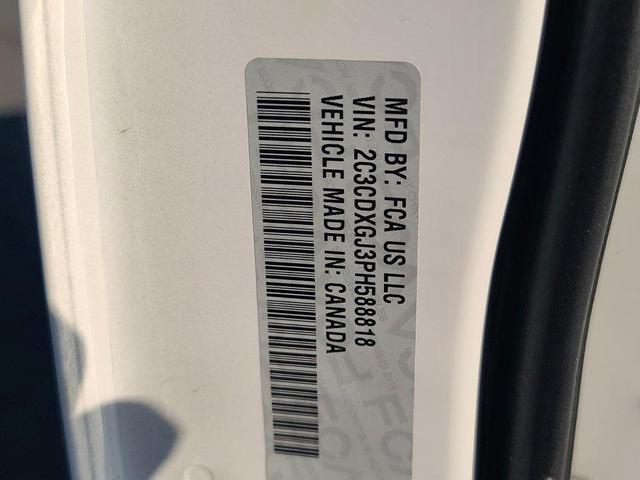 MFD BY: FCA US LLC
VIN: 2C3CDXGJ3PH588818
VEHICLE MADE IN: CANADA